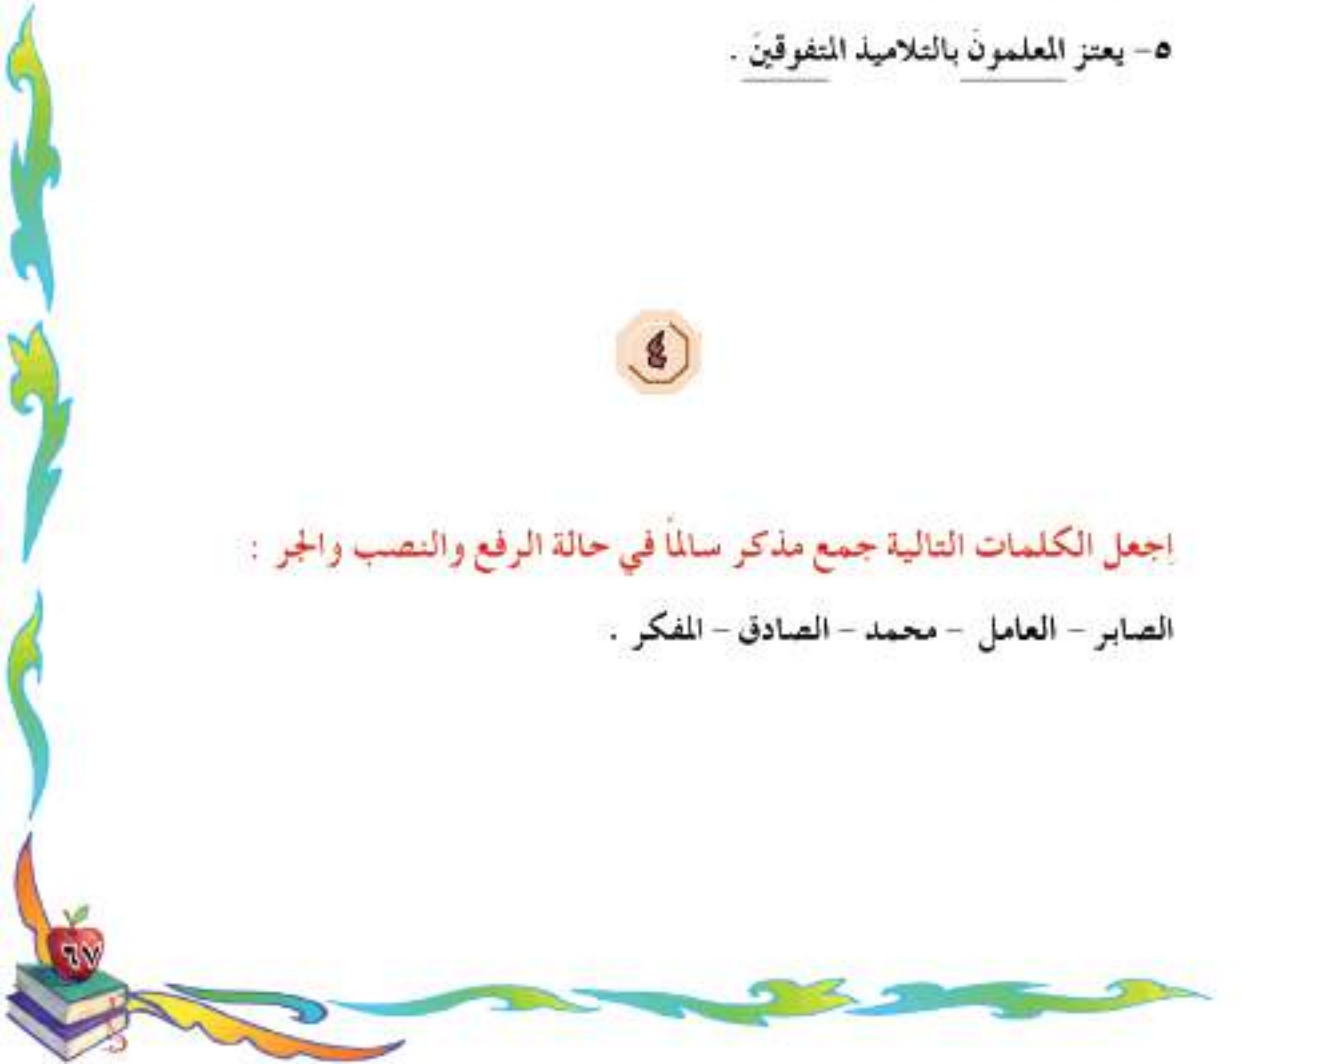 ٥- يعتز المعلمونَ بالتلاميذ المتفوقينَ .
٤
اِجعل الكلمات التالية جمع مذكر سالماً في حالة الرفع والنصب والجر :
الصابر – العامل – محمد – الصادق – المفكر .
٦٧